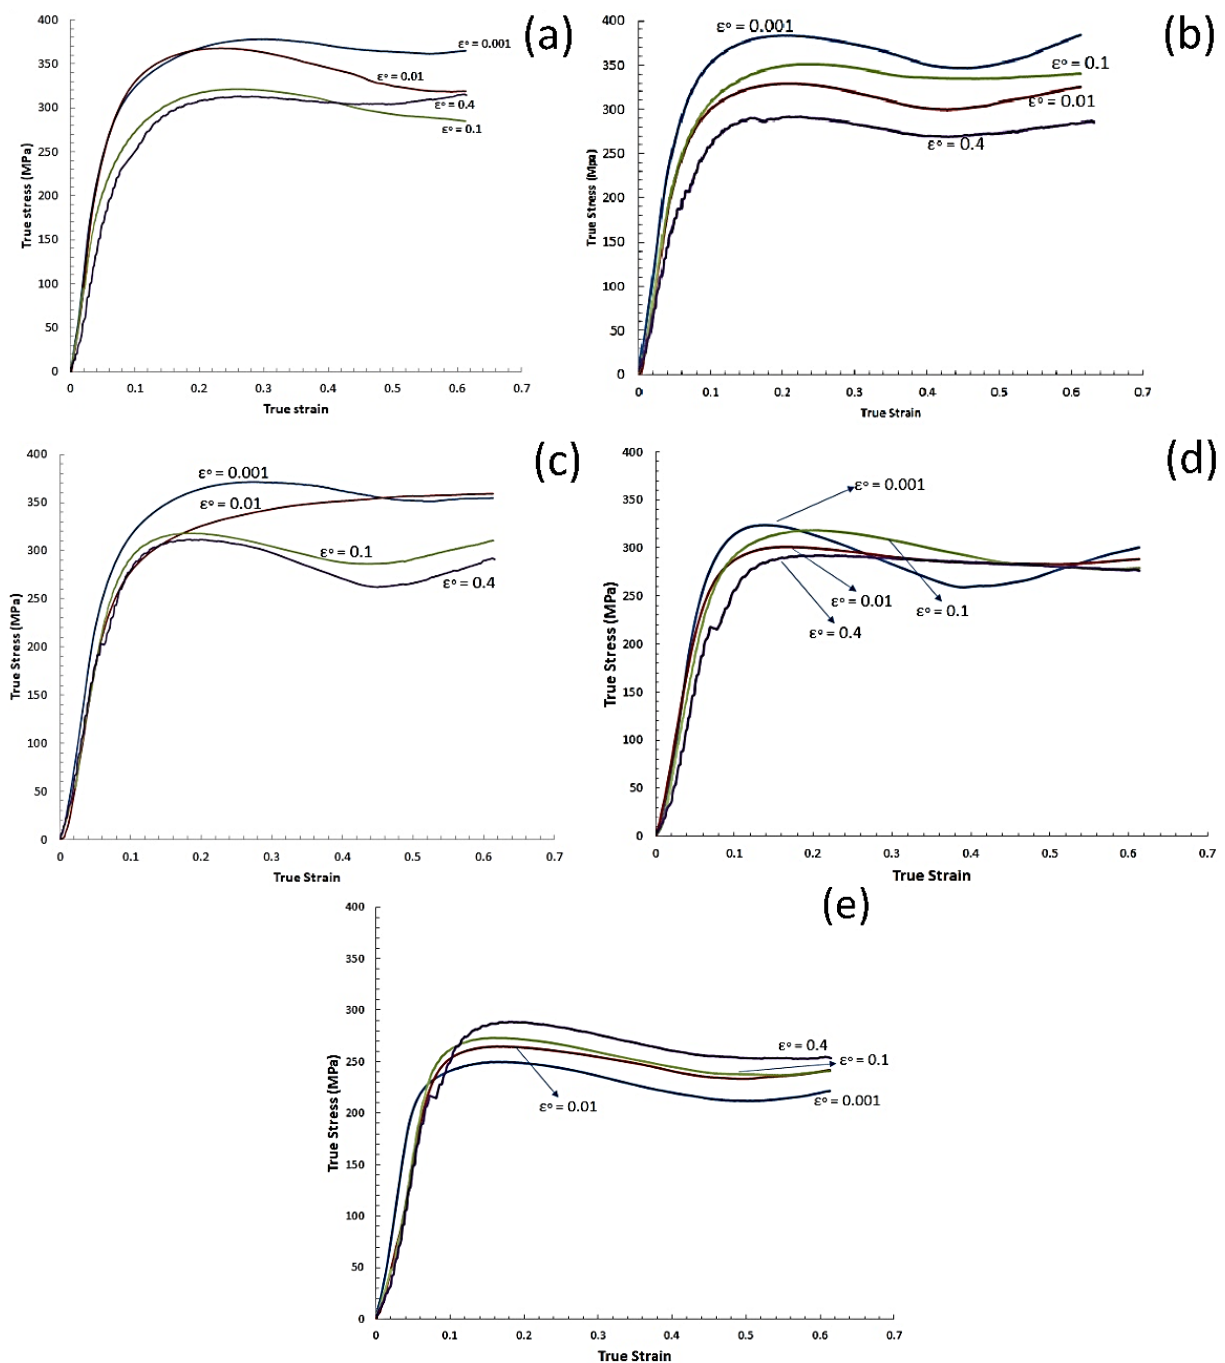 (a)
400
350
300
250
200
150
100
50
0
True stress (MPa)
ε° = 0.001
ε° = 0.01
ε° = 0.4
ε° = 0.1
0 0.1 0.2 0.3 0.4 0.5 0.6 0.7
True strain
(b)
400
350
300
250
200
150
100
50
0
True Stress (Mpa)
ε° = 0.001
ε° = 0.1
ε° = 0.01
ε° = 0.4
0 0.1 0.2 0.3 0.4 0.5 0.6 0.7
True Strain
(c)
400
350
300
250
200
150
100
50
0
True Stress (MPa)
ε° = 0.001
ε° = 0.01
ε° = 0.1
ε° = 0.4
0 0.1 0.2 0.3 0.4 0.5 0.6 0.7
True Strain
(d)
400
350
300
250
200
150
100
50
0
True Stress (MPa)
ε° = 0.001
ε° = 0.01
ε° = 0.1
ε° = 0.4
0 0.1 0.2 0.3 0.4 0.5 0.6 0.7
True Strain
(e)
400
350
300
250
200
150
100
50
0
True Stress (MPa)
ε° = 0.4
ε° = 0.1
ε° = 0.01
ε° = 0.001
0 0.1 0.2 0.3 0.4 0.5 0.6 0.7
True Strain